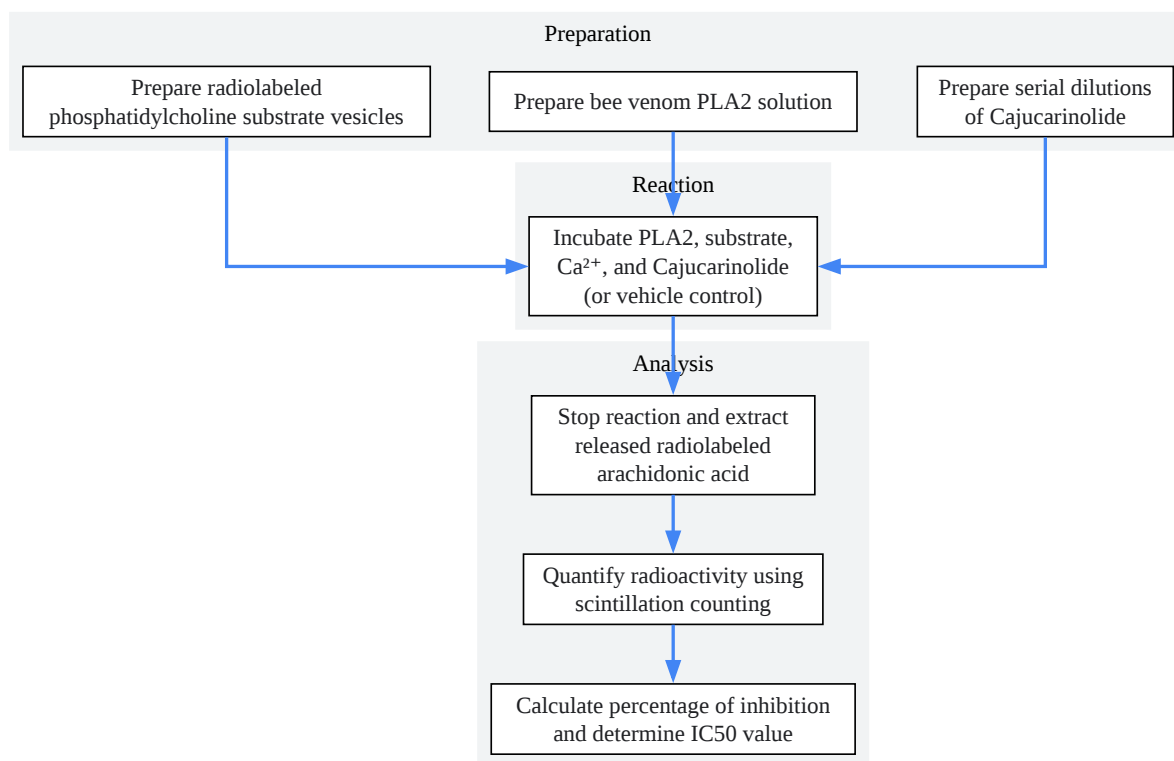 Preparation
Prepare radiolabeled
phosphatidylcholine substrate vesicles
Prepare bee venom PLA2 solution
Prepare serial dilutions
of Cajucarinolide
Reaction
Incubate PLA2, substrate,
Ca²⁺, and Cajucarinolide
(or vehicle control)
Analysis
Stop reaction and extract
released radiolabeled
arachidonic acid
Quantify radioactivity using
scintillation counting
Calculate percentage of inhibition
and determine IC50 value